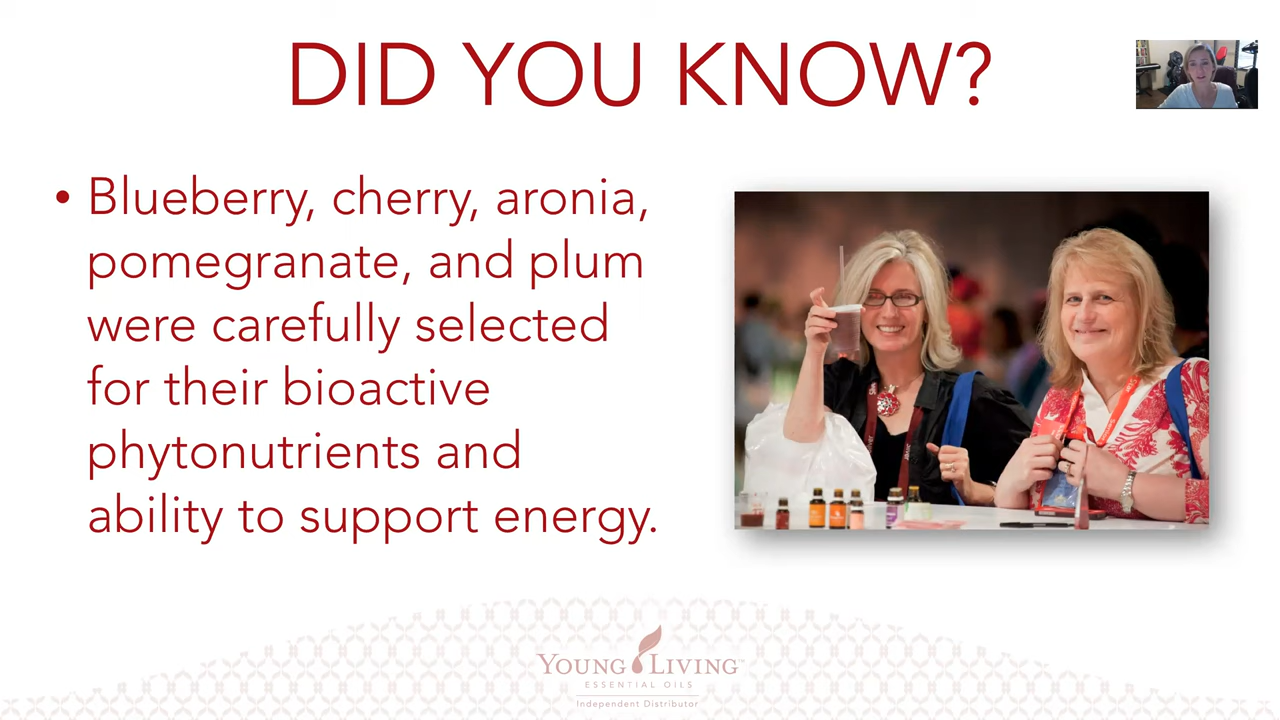 DID YOU KNOW?
• Blueberry, cherry, aronia,
pomegranate, and plum
were carefully selected
for their bioactive
phytonutrients and
ability to support energy.
YOUNG LIVING™
ESSENTIAL OILS
Independent Distributor